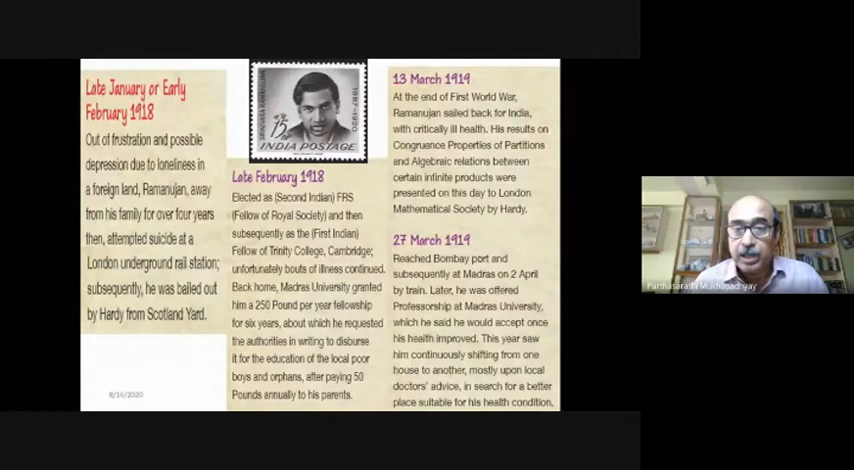 Late January or Early
February 1918
Out of frustration and possible
depression due to loneliness in
a foreign land, Ramanujan, away
from his family for over four years
then, attempted suicide at a
London underground rail station;
subsequently, he was bailed out
by Hardy from Scotland Yard.
8/16/2020
SRINIVASA RAMANUJAN
1887-1920
15
INDIA POSTAGE
Late February 1918
Elected as (Second Indian) FRS
(Fellow of Royal Society) and then
subsequently as the (First Indian)
Fellow of Trinity College, Cambridge;
unfortunately bouts of illness continued.
Back home, Madras University granted
him a 250 Pound per year fellowship
for six years, about which he requested
the authorities in writing to disburse
it for the education of the local poor
boys and orphans, after paying 50
Pounds annually to his parents.
13 March 1919
At the end of First World War,
Ramanujan sailed back for India,
with critically ill health. His results on
Congruence Properties of Partitions
and Algebraic relations between
certain infinite products were
presented on this day to London
Mathematical Society by Hardy.
27 March 1919
Reached Bombay port and
subsequently at Madras on 2 April
by train. Later, he was offered
Professorship at Madras University,
which he said he would accept once
his health improved. This year saw
him continuously shifting from one
house to another, mostly upon local
doctors' advice, in search for a better
place suitable for his health condition,
Parthasarathi Mukhopadhyay